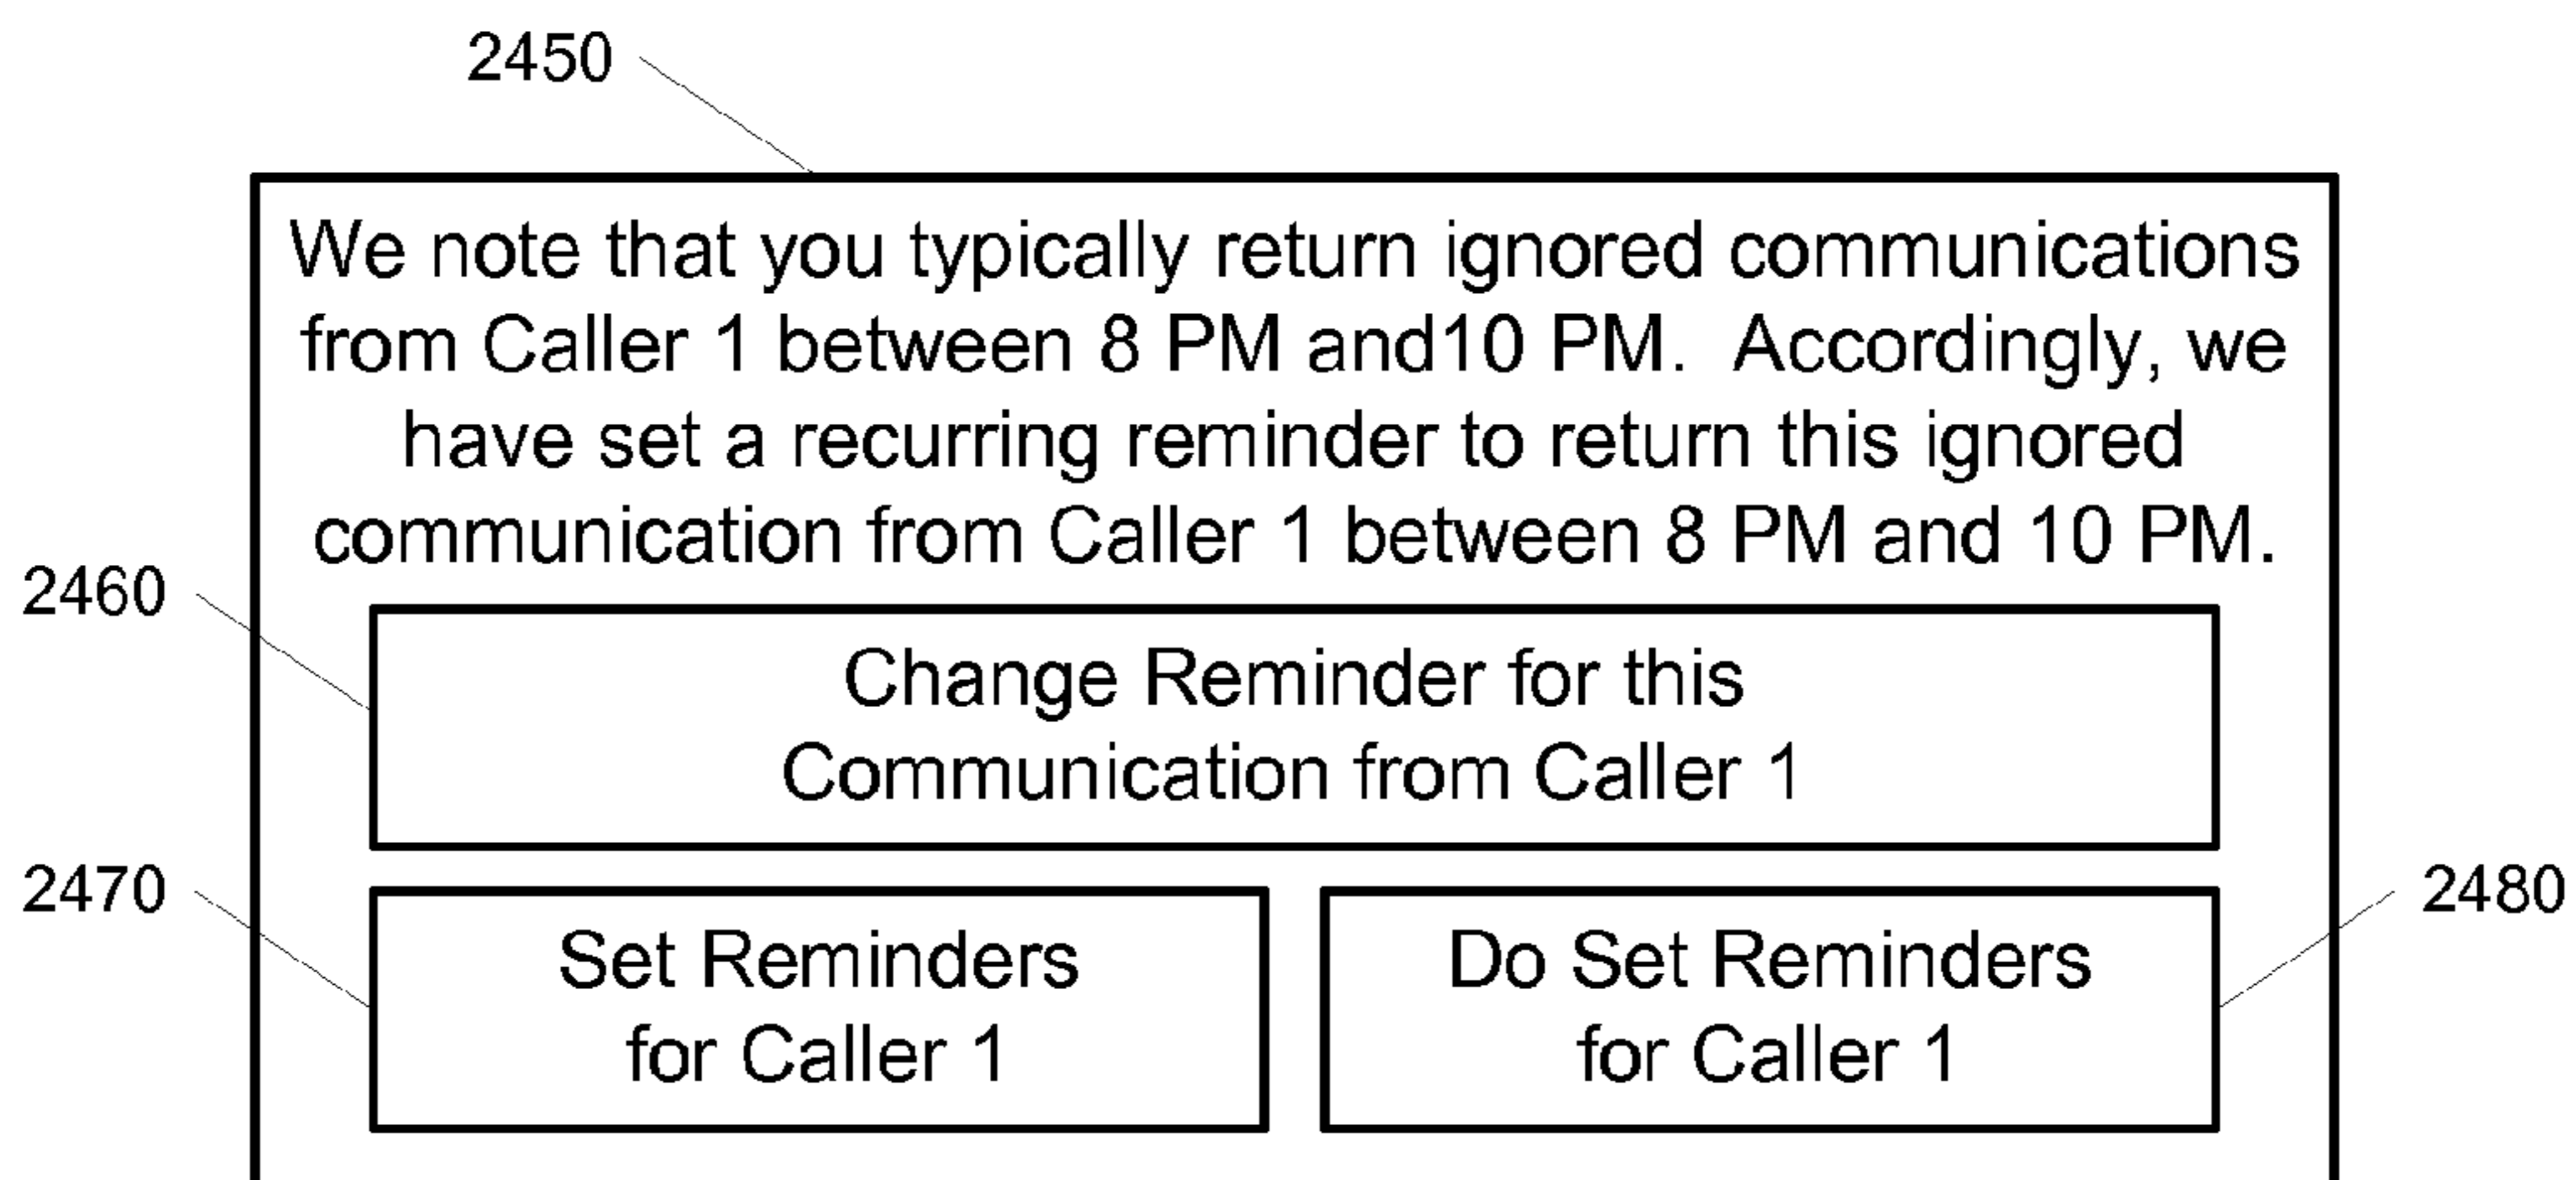 2450
We note that you typically return ignored communications
from Caller 1 between 8 PM and10 PM.  Accordingly, we
have set a recurring reminder to return this ignored
communication from Caller 1 between 8 PM and 10 PM.
2460
Change Reminder for this
Communication from Caller 1
2470
Set Reminders
for Caller 1
2480
Do Set Reminders
for Caller 1